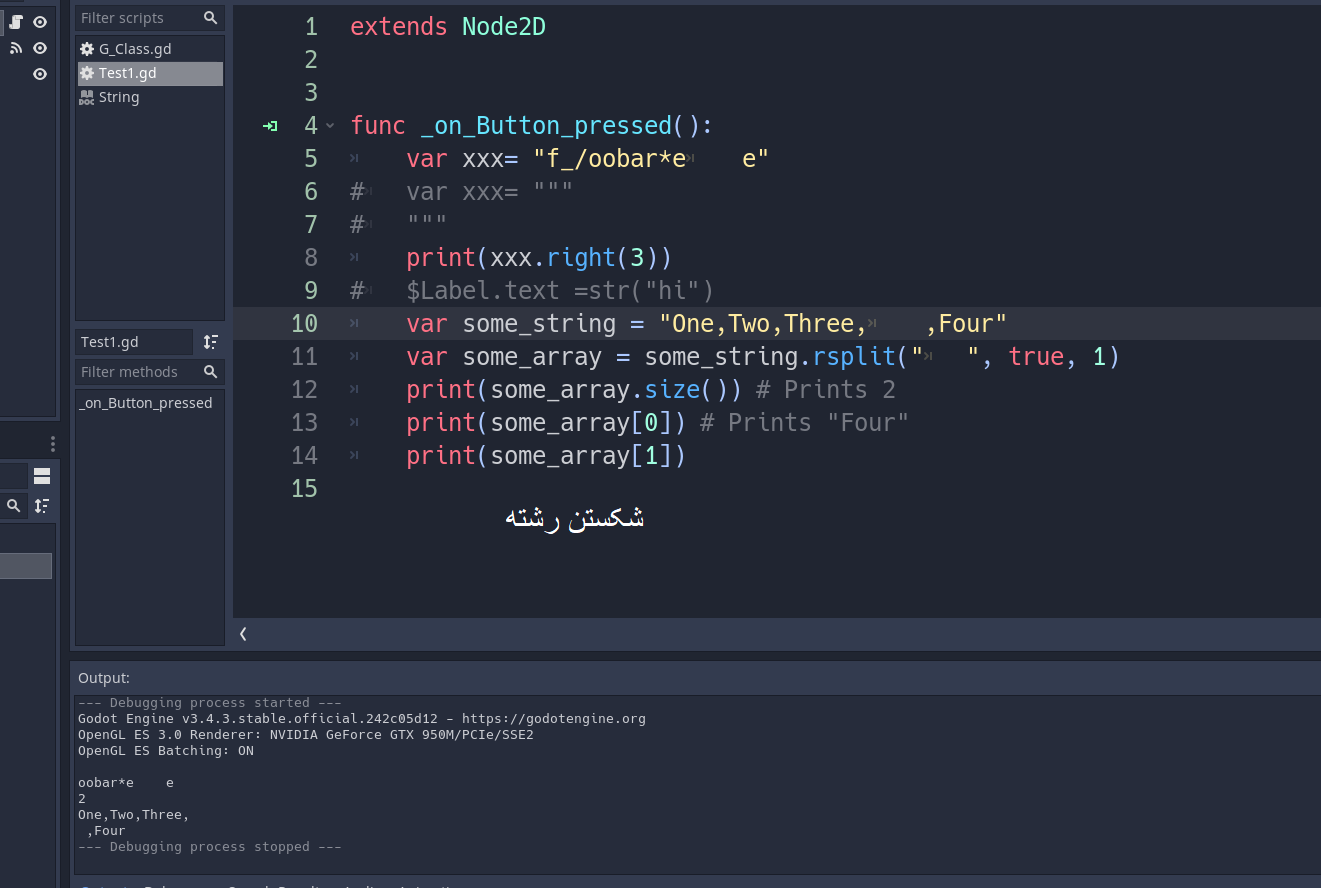 Filter scripts
G_Class.gd
Test1.gd
String
Test1.gd
Filter methods
_on_Button_pressed
1 extends Node2D
2
3
4 func _on_Button_pressed():
5 var xxx= "f_/oobar*e	e"
6 #	var xxx= """
7 #	"""
8 print(xxx.right(3))
9 #	$Label.text =str("hi")
10 var some_string = "One,Two,Three,	,Four"
11 var some_array = some_string.rsplit("	", true, 1)
12 print(some_array.size()) # Prints 2
13 print(some_array[0]) # Prints "Four"
14 print(some_array[1])
15
شکستن رشته
Output:
--- Debugging process started ---
Godot Engine v3.4.3.stable.official.242c05d12 - https://godotengine.org
OpenGL ES 3.0 Renderer: NVIDIA GeForce GTX 950M/PCIe/SSE2
OpenGL ES Batching: ON
oobar*e    e
2
One,Two,Three,
 ,Four
--- Debugging process stopped ---